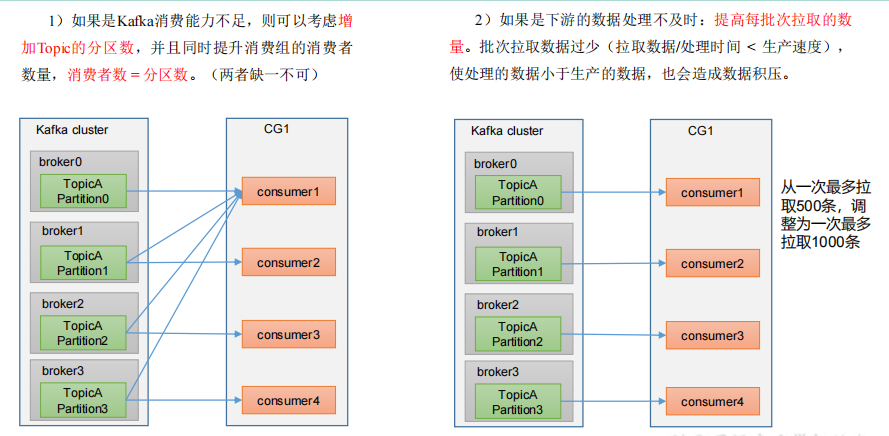 1）如果是Kafka消费能力不足，则可以考虑增
加Topic的分区数，并且同时提升消费组的消费者
数量，消费者数 = 分区数。（两者缺一不可）
Kafka cluster
CG1
broker0
TopicA
Partition0
consumer1
broker1
TopicA
Partition1
consumer2
broker2
TopicA
Partition2
consumer3
broker3
TopicA
Partition3
consumer4
2）如果是下游的数据处理不及时：提高每批次拉取的数
量。批次拉取数据过少（拉取数据/处理时间 < 生产速度），
使处理的数据小于生产的数据，也会造成数据积压。
Kafka cluster
CG1
broker0
TopicA
Partition0
consumer1
broker1
TopicA
Partition1
consumer2
broker2
TopicA
Partition2
consumer3
broker3
TopicA
Partition3
consumer4
从一次最多拉
取500条，调
整为一次最多
拉取1000条